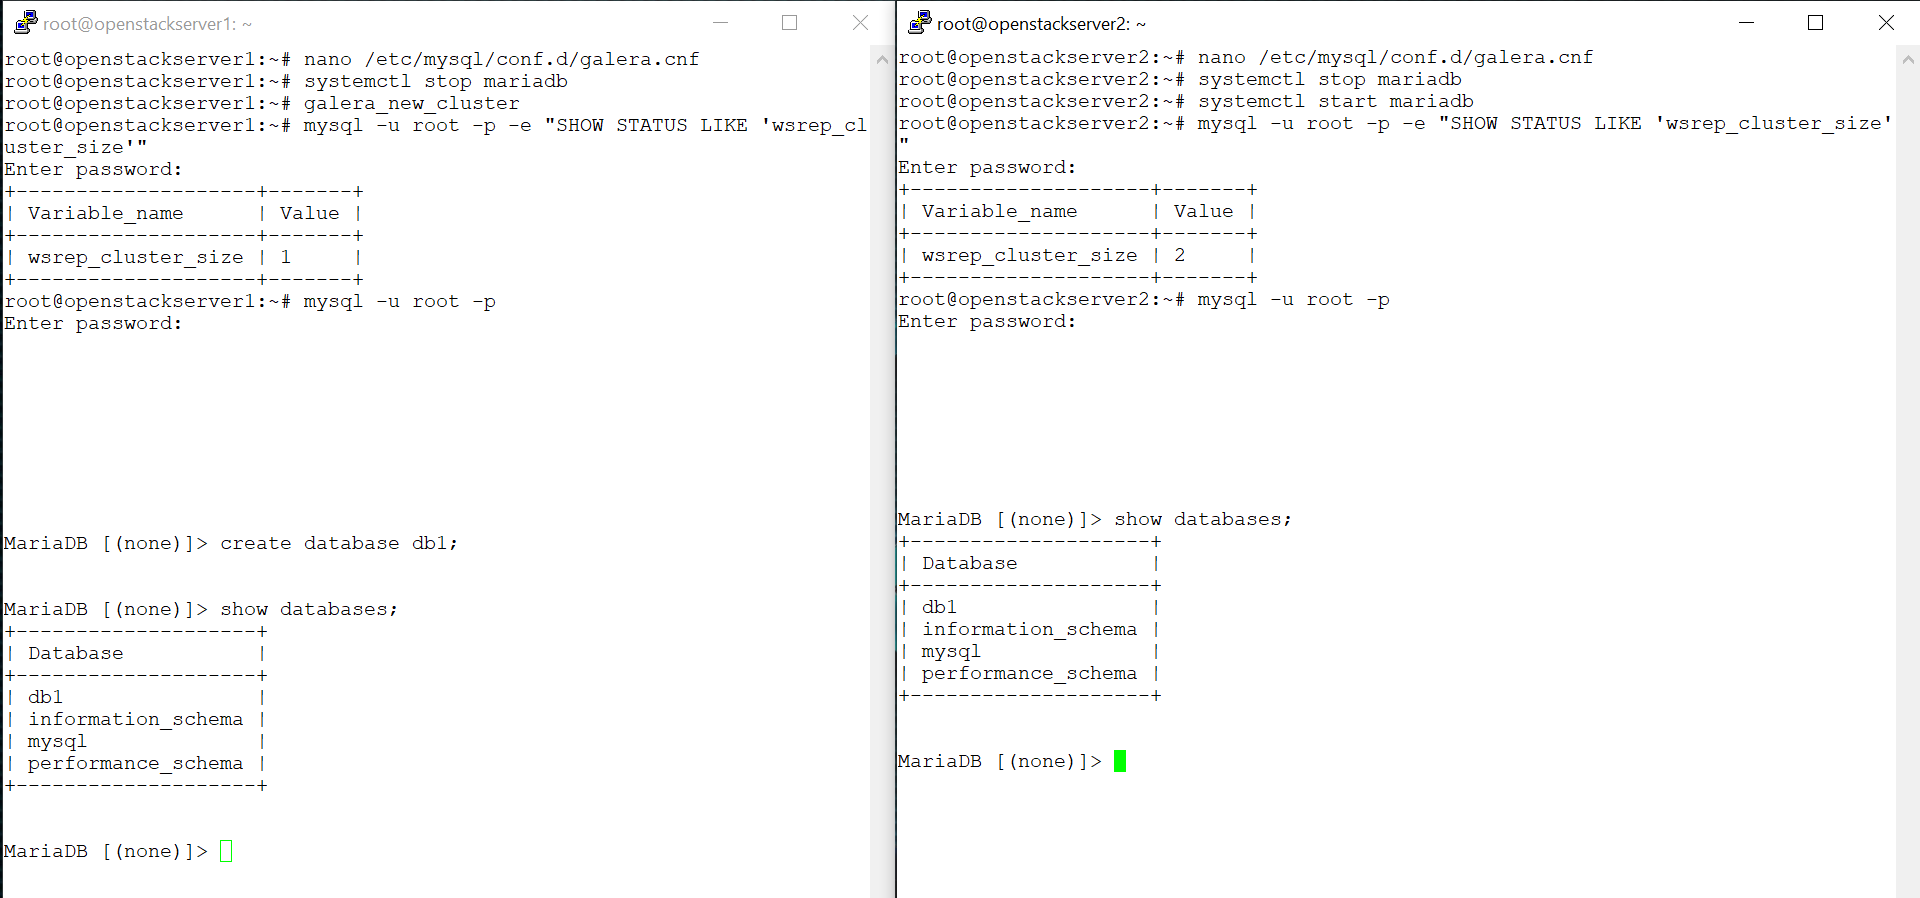 root@openstackserver1: ~
root@openstackserver1:~# nano /etc/mysql/conf.d/galera.cnf
root@openstackserver1:~# systemctl stop mariadb
root@openstackserver1:~# galera_new_cluster
root@openstackserver1:~# mysql -u root -p -e "SHOW STATUS LIKE 'wsrep_cl
uster_size'"
Enter password:
+--------------------+-------+
| Variable_name      | Value |
+--------------------+-------+
| wsrep_cluster_size | 1     |
+--------------------+-------+
root@openstackserver1:~# mysql -u root -p
Enter password:
MariaDB [(none)]> create database db1;
MariaDB [(none)]> show databases;
+--------------------+
| Database           |
+--------------------+
| db1                |
| information_schema |
| mysql              |
| performance_schema |
+--------------------+
MariaDB [(none)]>
root@openstackserver2: ~
root@openstackserver2:~# nano /etc/mysql/conf.d/galera.cnf
root@openstackserver2:~# systemctl stop mariadb
root@openstackserver2:~# systemctl start mariadb
root@openstackserver2:~# mysql -u root -p -e "SHOW STATUS LIKE 'wsrep_cluster_size'
"
Enter password:
+--------------------+-------+
| Variable_name      | Value |
+--------------------+-------+
| wsrep_cluster_size | 2     |
+--------------------+-------+
root@openstackserver2:~# mysql -u root -p
Enter password:
MariaDB [(none)]> show databases;
+--------------------+
| Database           |
+--------------------+
| db1                |
| information_schema |
| mysql              |
| performance_schema |
+--------------------+
MariaDB [(none)]>